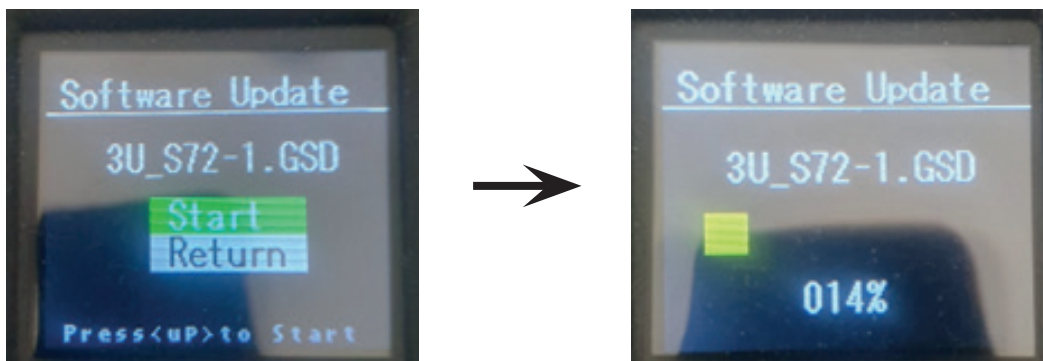 Software Update
3U_S72-1.GSD
Start
Return
Press<uP>to Start
Software Update
3U_S72-1.GSD
014%